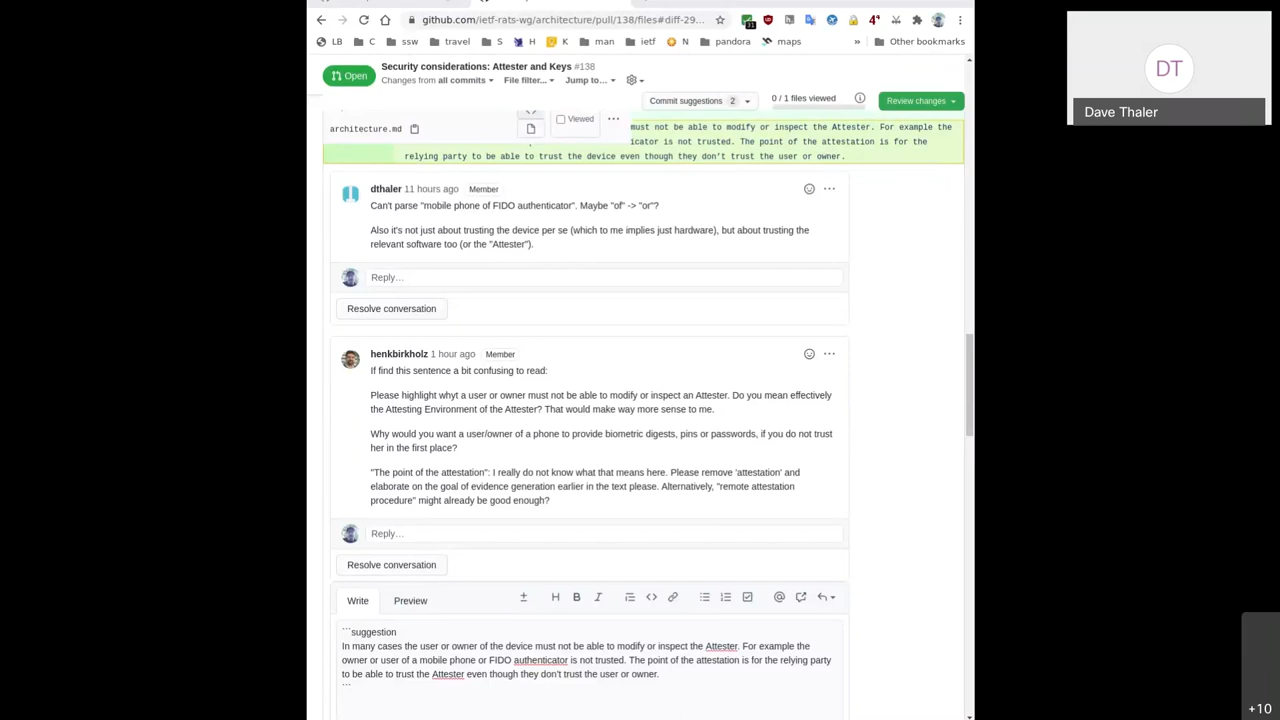 github.com/ietf-rats-wg/architecture/pull/138/files#diff-29...
LB C ssw travel S H K man ietf N pandora maps » Other bookmarks
Open
Security considerations: Attester and Keys #138
Changes from all commits File filter... Jump to...
Commit suggestions 2
0 / 1 files viewed
Review changes
architecture.md
Viewed
must not be able to modify or inspect the Attester. For example the
icator is not trusted. The point of the attestation is for the
relying party to be able to trust the device even though they don't trust the user or owner.
dthaler 11 hours ago Member
Can't parse "mobile phone of FIDO authenticator". Maybe "of" -> "or"?
Also it's not just about trusting the device per se (which to me implies just hardware), but about trusting the
relevant software too (or the "Attester").
Reply...
Resolve conversation
henkbirkholz 1 hour ago Member
If find this sentence a bit confusing to read:
Please highlight whyt a user or owner must not be able to modify or inspect an Attester. Do you mean effectively
the Attesting Environment of the Attester? That would make way more sense to me.
Why would you want a user/owner of a phone to provide biometric digests, pins or passwords, if you do not trust
her in the first place?
"The point of the attestation": I really do not know what that means here. Please remove 'attestation' and
elaborate on the goal of evidence generation earlier in the text please. Alternatively, "remote attestation
procedure" might already be good enough?
Reply...
Resolve conversation
Write Preview
```suggestion
In many cases the user or owner of the device must not be able to modify or inspect the Attester. For example the
owner or user of a mobile phone or FIDO authenticator is not trusted. The point of the attestation is for the relying party
to be able to trust the Attester even though they don't trust the user or owner.
```
DT
Dave Thaler
+10